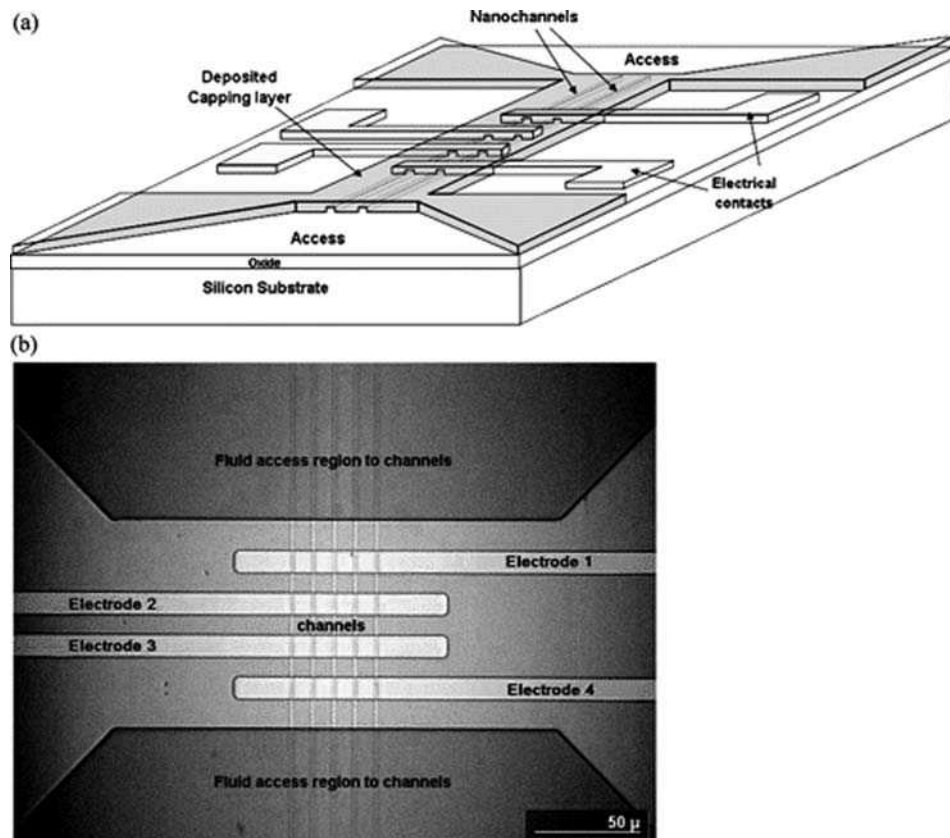 (a)
Nanochannels
Access
Deposited
Capping layer
Electrical
contacts
Access
Oxide
Silicon Substrate
(b)
Fluid access region to channels
Electrode 1
Electrode 2
channels
Electrode 3
Electrode 4
Fluid access region to channels
50 μ